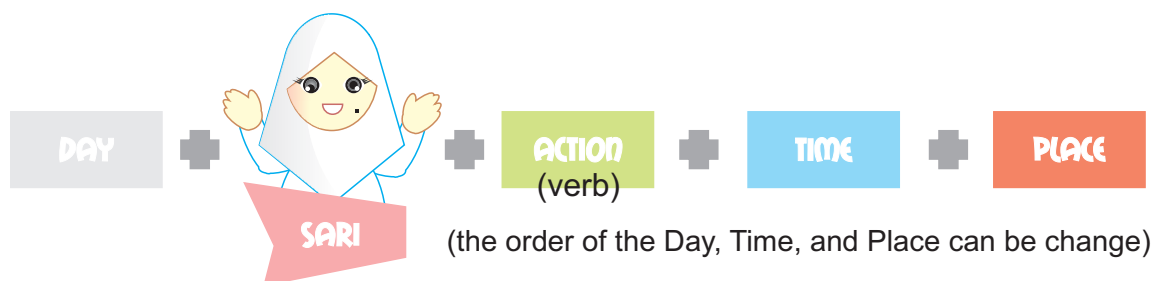 DAY
ACTION
TIME
PLACE
(verb)
SARI
(the order of the Day, Time, and Place can be change)